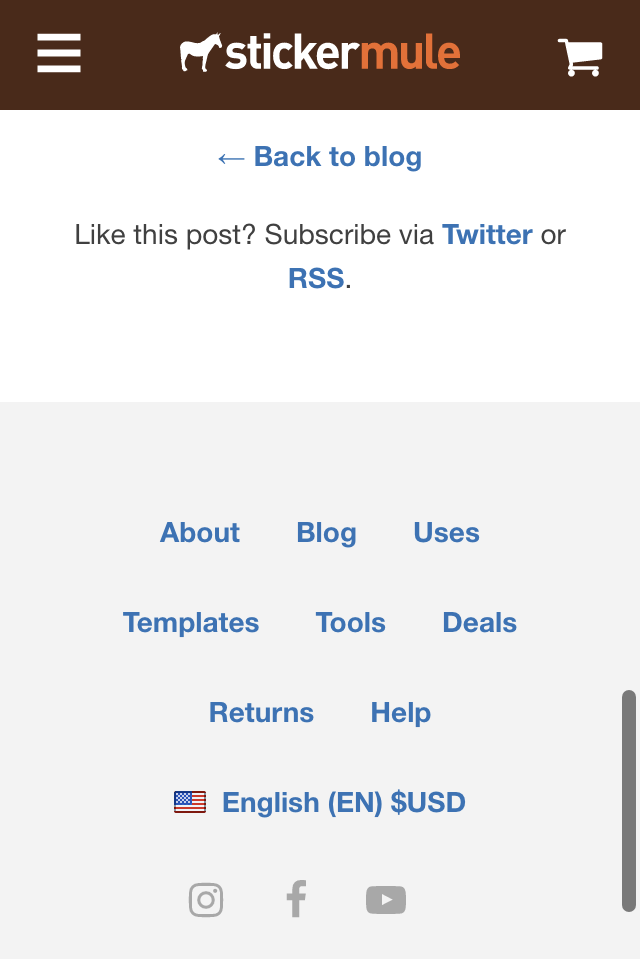 stickermule
← Back to blog
Like this post? Subscribe via Twitter or
RSS.
About Blog Uses
Templates Tools Deals
Returns Help
English (EN) $USD